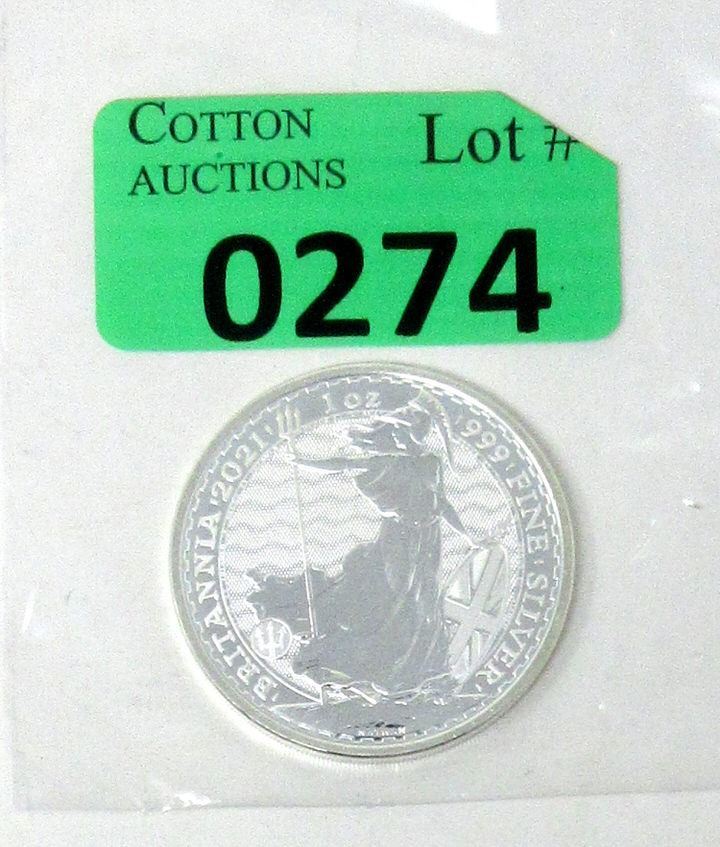 COTTON
AUCTIONS
Lot #
0274
BRITANNIA · 2021 · 1 OZ · 999 · FINE · SILVER